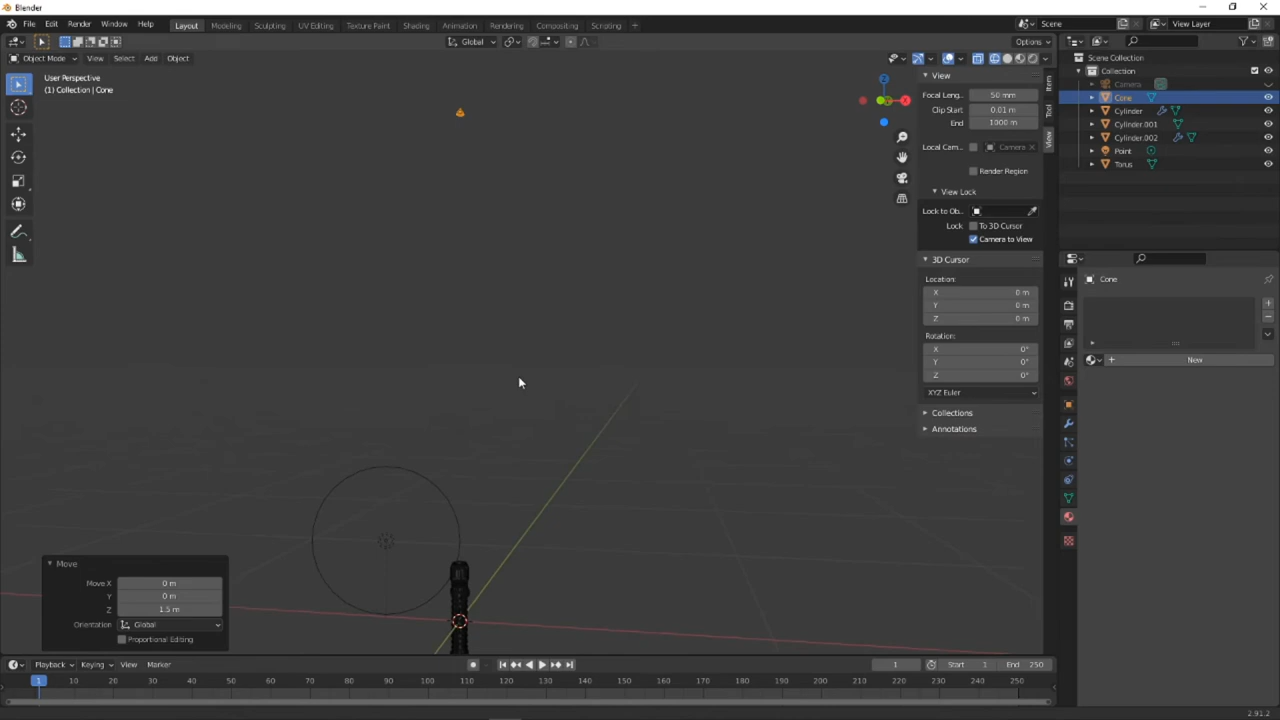 Blender
File Edit Render Window Help Layout Modeling Sculpting UV Editing Texture Paint Shading Animation Rendering Compositing Scripting + Scene View Layer
Global Options
Object Mode View Select Add Object
User Perspective
(1) Collection | Cone
Z
X
View
Focal Leng... 50 mm
Clip Start 0.01 m
End 1000 m
Local Cam... Camera
Render Region
View Lock
Lock to Ob...
Lock To 3D Cursor
Camera to View
3D Cursor
Location:
X 0 m
Y 0 m
Z 0 m
Rotation:
X 0°
Y 0°
Z 0°
XYZ Euler
Collections
Annotations
Item
Tool
View
Scene Collection
Collection
Camera
Cone
Cylinder
Cylinder.001
Cylinder.002
Point
Torus
Cone
New
Move
Move X 0 m
Y 0 m
Z 1.5 m
Orientation Global
Proportional Editing
Playback Keying View Marker 1 Start 1 End 250
1 10 20 30 40 50 60 70 80 90 100 110 120 130 140 150 160 170 180 190 200 210 220 230 240 250
2.91.2